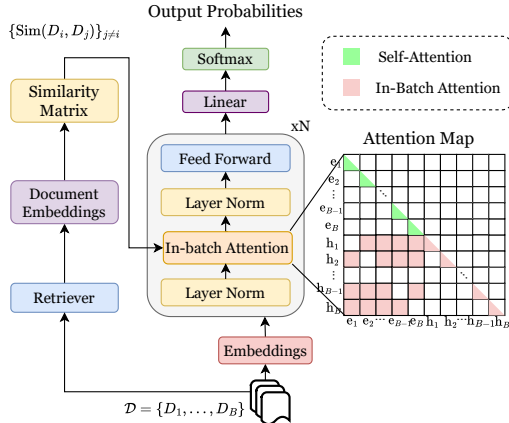 Output Probabilities
{Sim(D_i, D_j)}_{j≠i}
Softmax
Self-Attention
In-Batch Attention
Similarity
Matrix
Linear
xN
Attention Map
Feed Forward
Document
Embeddings
Layer Norm
In-batch Attention
Retriever
Layer Norm
e_1
e_2
⋮
e_{B-1}
e_B
h_1
h_2
⋮
h_{B-1}
h_B
⋱
⋱
e_1 e_2 ⋯ e_{B-1} e_B h_1 h_2 ⋯ h_{B-1} h_B
Embeddings
𝒟 = {D_1, . . . , D_B}